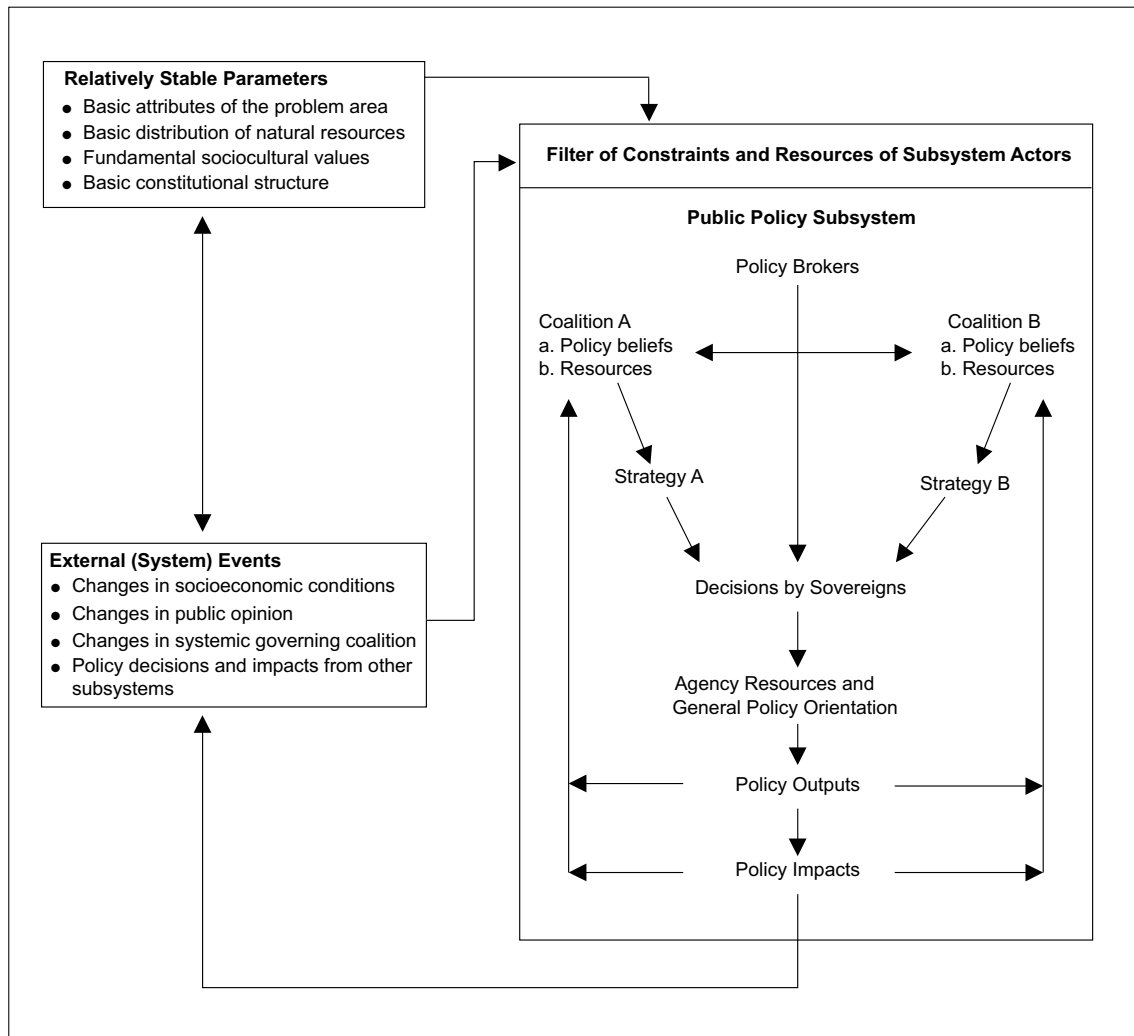 Relatively Stable Parameters
● Basic attributes of the problem area
● Basic distribution of natural resources
● Fundamental sociocultural values
● Basic constitutional structure
Filter of Constraints and Resources of Subsystem Actors
Public Policy Subsystem
Policy Brokers
Coalition A
a. Policy beliefs
b. Resources
Coalition B
a. Policy beliefs
b. Resources
Strategy A
Strategy B
External (System) Events
● Changes in socioeconomic conditions
● Changes in public opinion
● Changes in systemic governing coalition
● Policy decisions and impacts from other
subsystems
Decisions by Sovereigns
Agency Resources and
General Policy Orientation
Policy Outputs
Policy Impacts